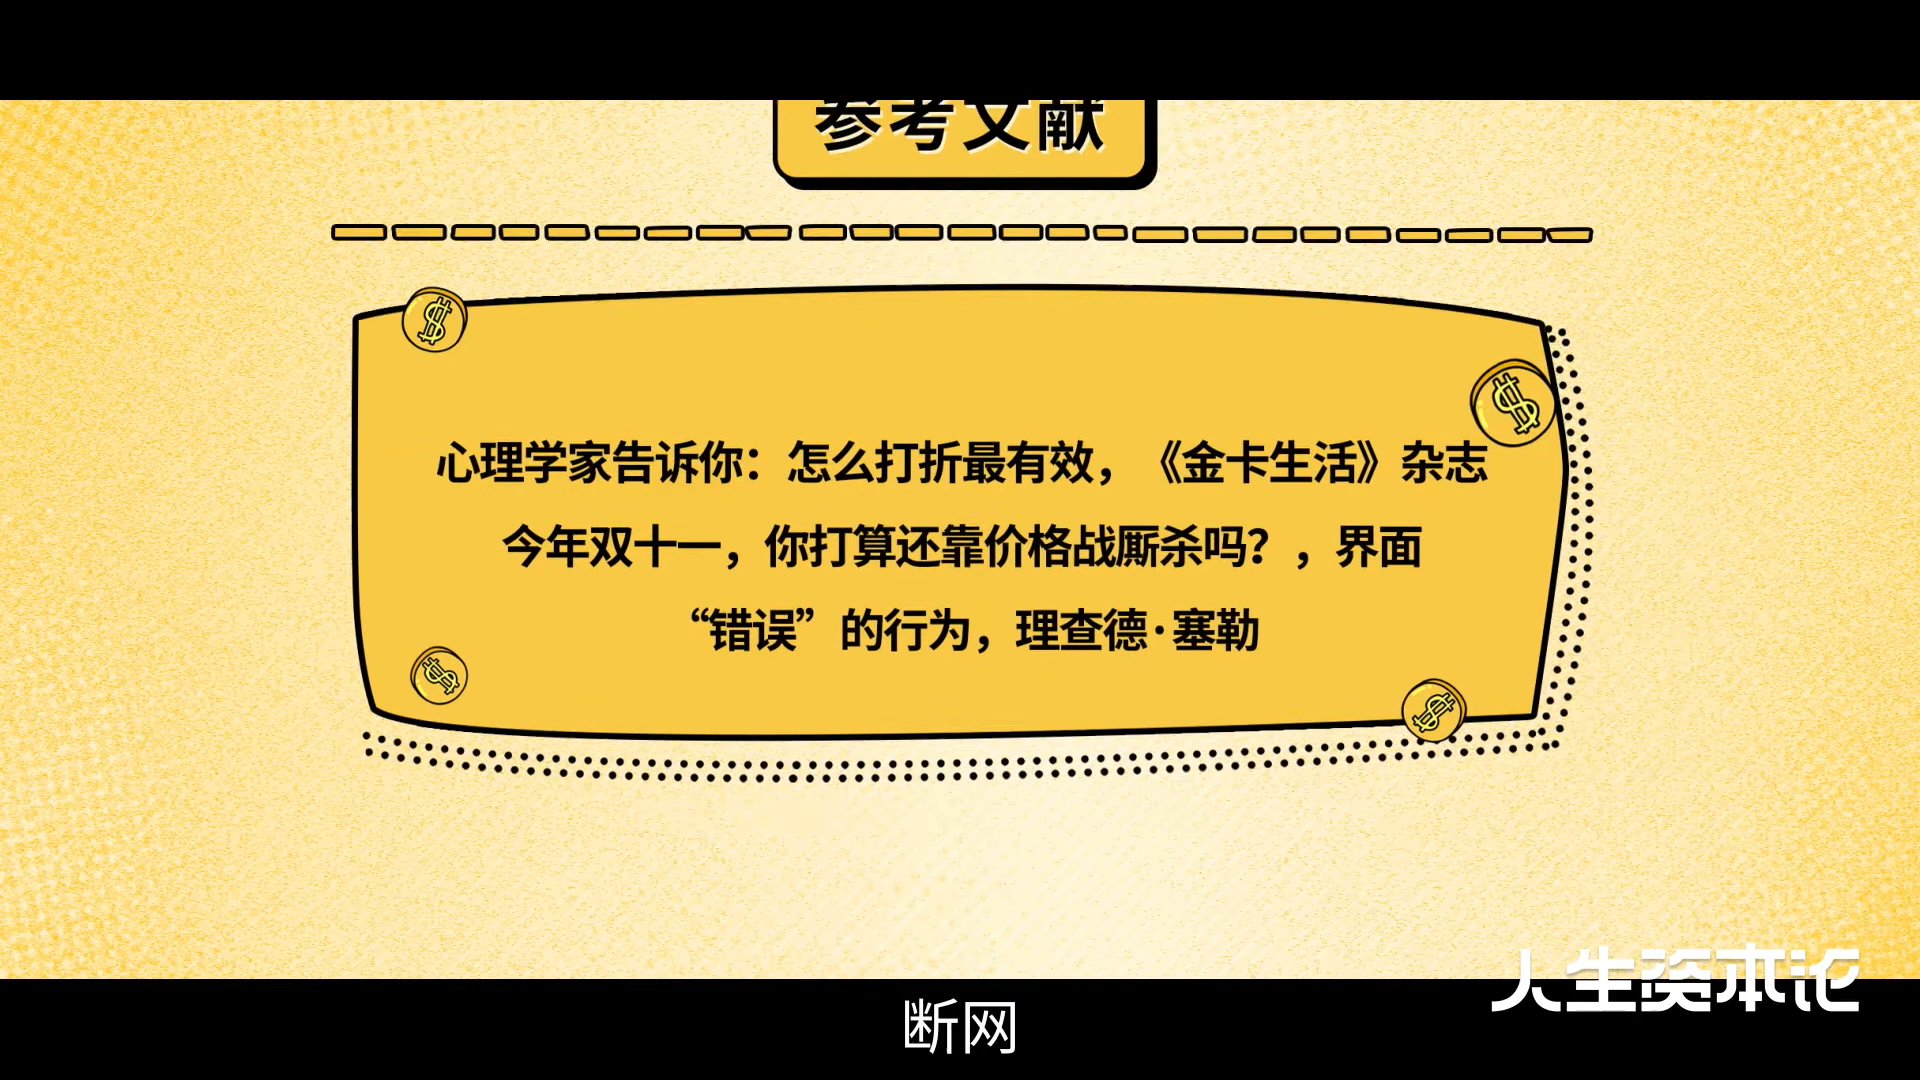 参考文献
心理学家告诉你：怎么打折最有效，《金卡生活》杂志
今年双十一，你打算还靠价格战厮杀吗？，界面
“错误”的行为，理查德·塞勒
人生资本论
断网